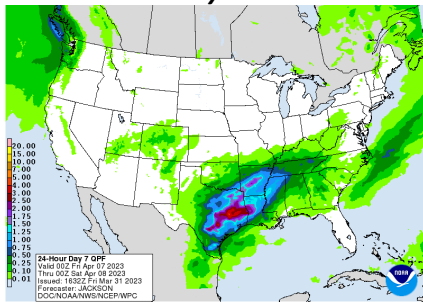 20.00
15.00
10.00
7.00
5.00
4.00
3.00
2.50
2.00
1.75
1.50
1.25
1.00
0.75
0.50
0.25
0.10
0.01
24-Hour Day 7 QPF
Valid 00Z Fri Apr 07 2023
Thru 00Z Sat Apr 08 2023
Issued: 1632Z Fri Mar 31 2023
Forecaster: JACKSON
DOC/NOAA/NWS/NCEP/WPC
NOAA